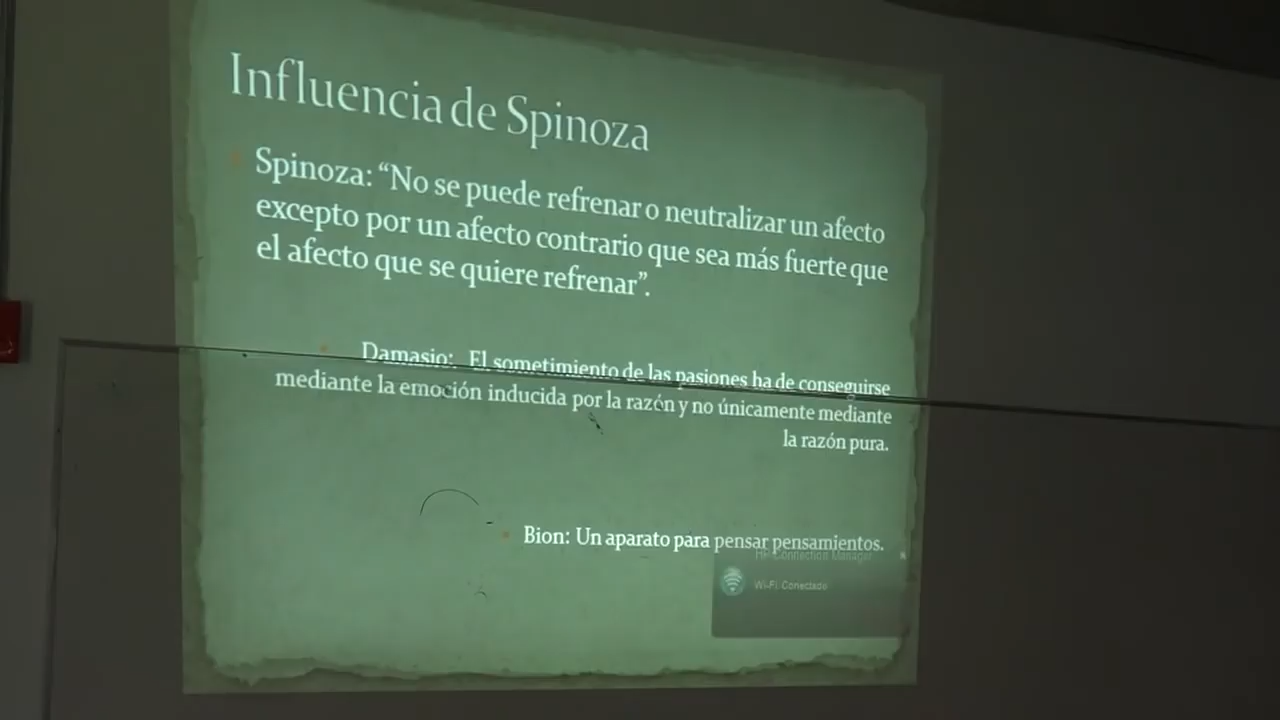 Influencia de Spinoza
Spinoza: “No se puede refrenar o neutralizar un afecto
excepto por un afecto contrario que sea más fuerte que
el afecto que se quiere refrenar”.
Damasio: El sometimiento de las pasiones ha de conseguirse
mediante la emoción inducida por la razón y no únicamente mediante
la razón pura.
Bion: Un aparato para pensar pensamientos.
HP Connection Manager
Wi-Fi Conectado